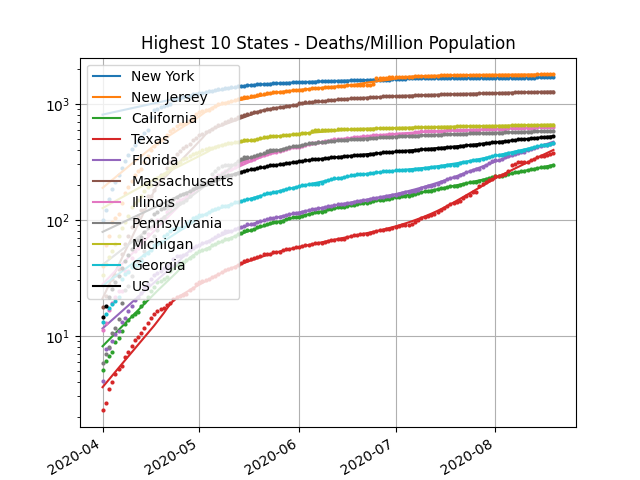 Highest 10 States - Deaths/Million Population
New York
New Jersey
California
Texas
Florida
Massachusetts
Illinois
Pennsylvania
Michigan
Georgia
US
10³
10²
10¹
2020-04
2020-05
2020-06
2020-07
2020-08